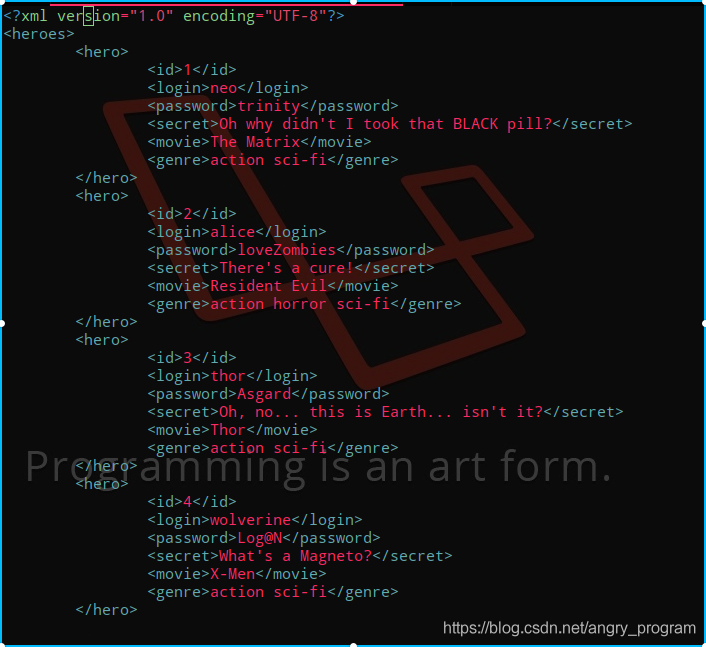 <?xml version="1.0" encoding="UTF-8"?>
<heroes>
<hero>
<id>1</id>
<login>neo</login>
<password>trinity</password>
<secret>Oh why didn't I took that BLACK pill?</secret>
<movie>The Matrix</movie>
<genre>action sci-fi</genre>
</hero>
<hero>
<id>2</id>
<login>alice</login>
<password>loveZombies</password>
<secret>There's a cure!</secret>
<movie>Resident Evil</movie>
<genre>action horror sci-fi</genre>
</hero>
<hero>
<id>3</id>
<login>thor</login>
<password>Asgard</password>
<secret>Oh, no... this is Earth... isn't it?</secret>
<movie>Thor</movie>
<genre>action sci-fi</genre>
</hero>
Programming is an art form.
<hero>
<id>4</id>
<login>wolverine</login>
<password>Log@N</password>
<secret>What's a Magneto?</secret>
<movie>X-Men</movie>
<genre>action sci-fi</genre>
</hero>
https://blog.csdn.net/angry_program